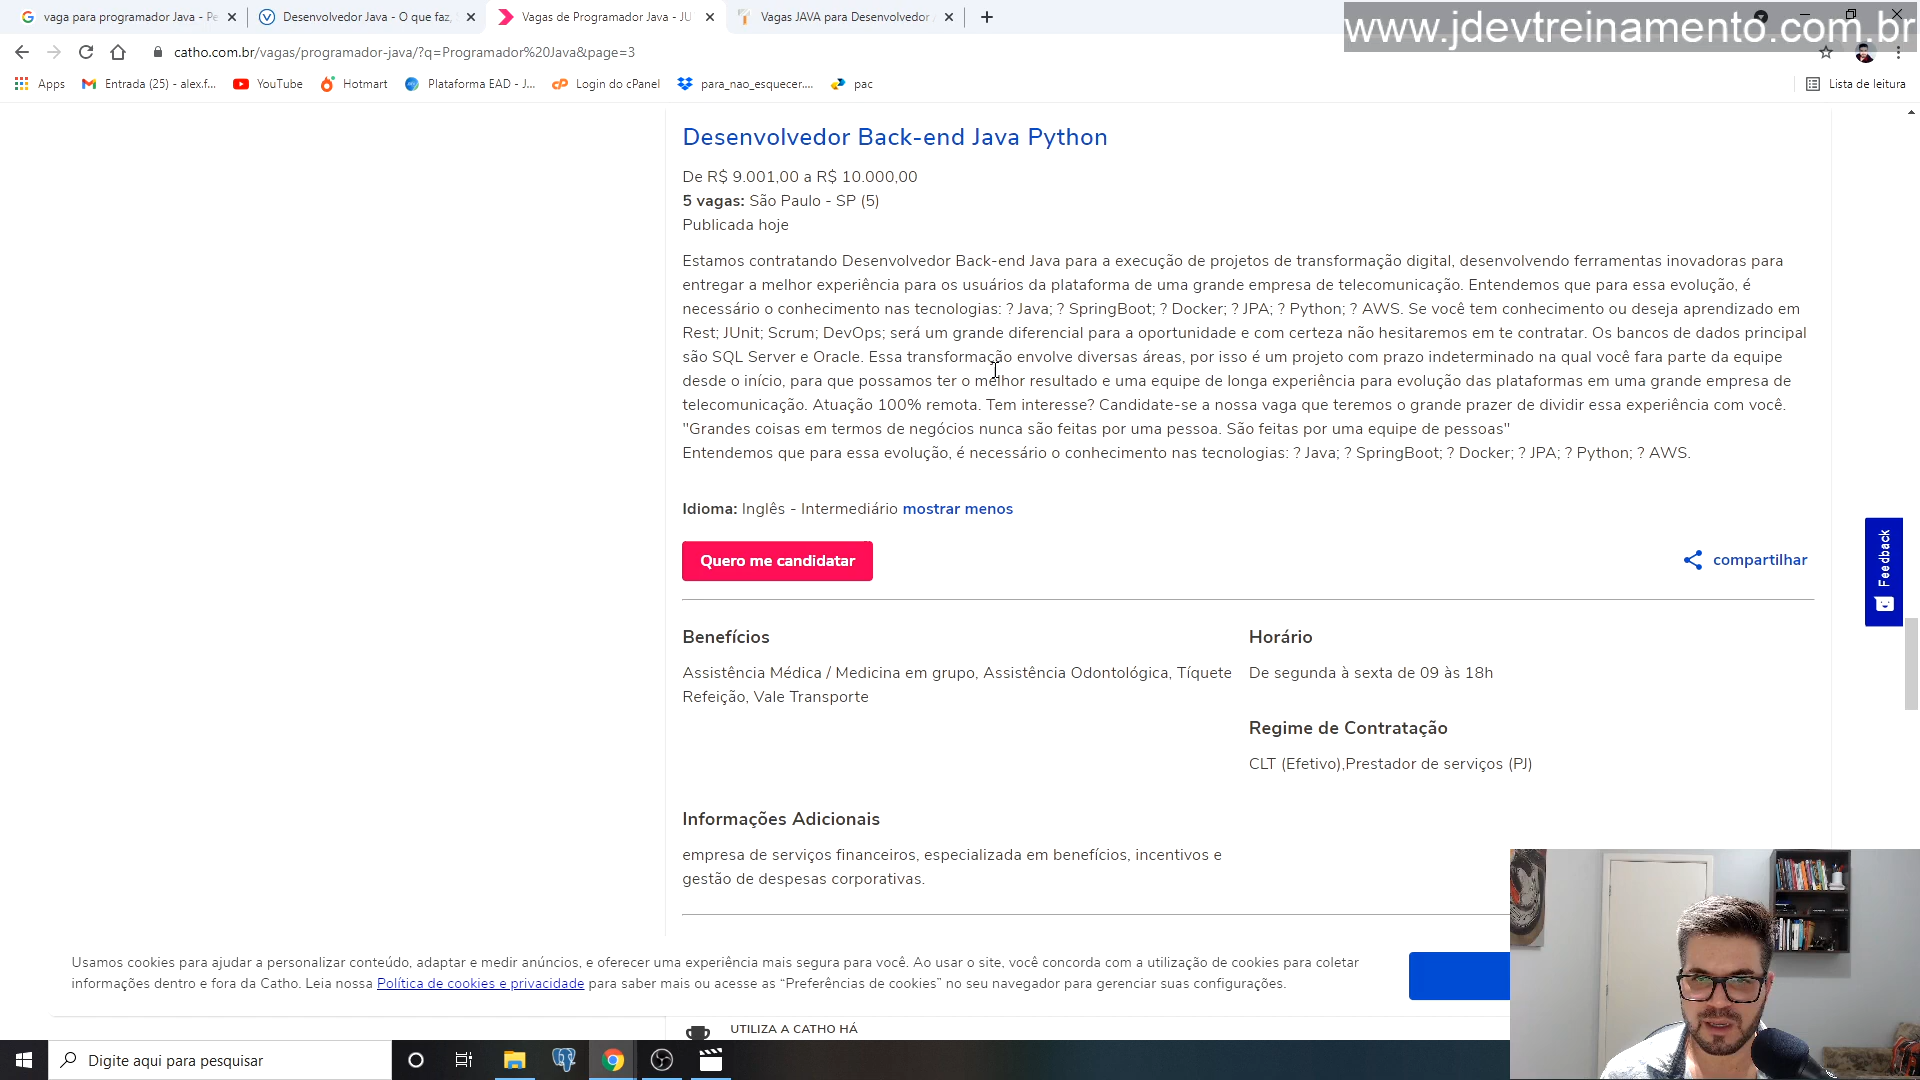 vaga para programador Java - Pe
Desenvolvedor Java - O que faz,
Vagas de Programador Java - JU
Vagas JAVA para Desenvolvedor
www.jdevtreinamento.com.br
catho.com.br/vagas/programador-java/?q=Programador%20Java&page=3
Apps
Entrada (25) - alex.f...
YouTube
Hotmart
Plataforma EAD - J...
Login do cPanel
para_nao_esquecer....
pac
Lista de leitura
Desenvolvedor Back-end Java Python
De R$ 9.001,00 a R$ 10.000,00
5 vagas: São Paulo - SP (5)
Publicada hoje
Estamos contratando Desenvolvedor Back-end Java para a execução de projetos de transformação digital, desenvolvendo ferramentas inovadoras para
entregar a melhor experiência para os usuários da plataforma de uma grande empresa de telecomunicação. Entendemos que para essa evolução, é
necessário o conhecimento nas tecnologias: ? Java; ? SpringBoot; ? Docker; ? JPA; ? Python; ? AWS. Se você tem conhecimento ou deseja aprendizado em
Rest; JUnit; Scrum; DevOps; será um grande diferencial para a oportunidade e com certeza não hesitaremos em te contratar. Os bancos de dados principal
são SQL Server e Oracle. Essa transformação envolve diversas áreas, por isso é um projeto com prazo indeterminado na qual você fara parte da equipe
desde o início, para que possamos ter o melhor resultado e uma equipe de longa experiência para evolução das plataformas em uma grande empresa de
telecomunicação. Atuação 100% remota. Tem interesse? Candidate-se a nossa vaga que teremos o grande prazer de dividir essa experiência com você.
"Grandes coisas em termos de negócios nunca são feitas por uma pessoa. São feitas por uma equipe de pessoas"
Entendemos que para essa evolução, é necessário o conhecimento nas tecnologias: ? Java; ? SpringBoot; ? Docker; ? JPA; ? Python; ? AWS.
Idioma: Inglês - Intermediário mostrar menos
Quero me candidatar
compartilhar
Feedback
Benefícios
Assistência Médica / Medicina em grupo, Assistência Odontológica, Tíquete
Refeição, Vale Transporte
Horário
De segunda à sexta de 09 às 18h
Regime de Contratação
CLT (Efetivo),Prestador de serviços (PJ)
Informações Adicionais
empresa de serviços financeiros, especializada em benefícios, incentivos e
gestão de despesas corporativas.
Usamos cookies para ajudar a personalizar conteúdo, adaptar e medir anúncios, e oferecer uma experiência mais segura para você. Ao usar o site, você concorda com a utilização de cookies para coletar
informações dentro e fora da Catho. Leia nossa Política de cookies e privacidade para saber mais ou acesse as “Preferências de cookies” no seu navegador para gerenciar suas configurações.
UTILIZA A CATHO HÁ
Digite aqui para pesquisar